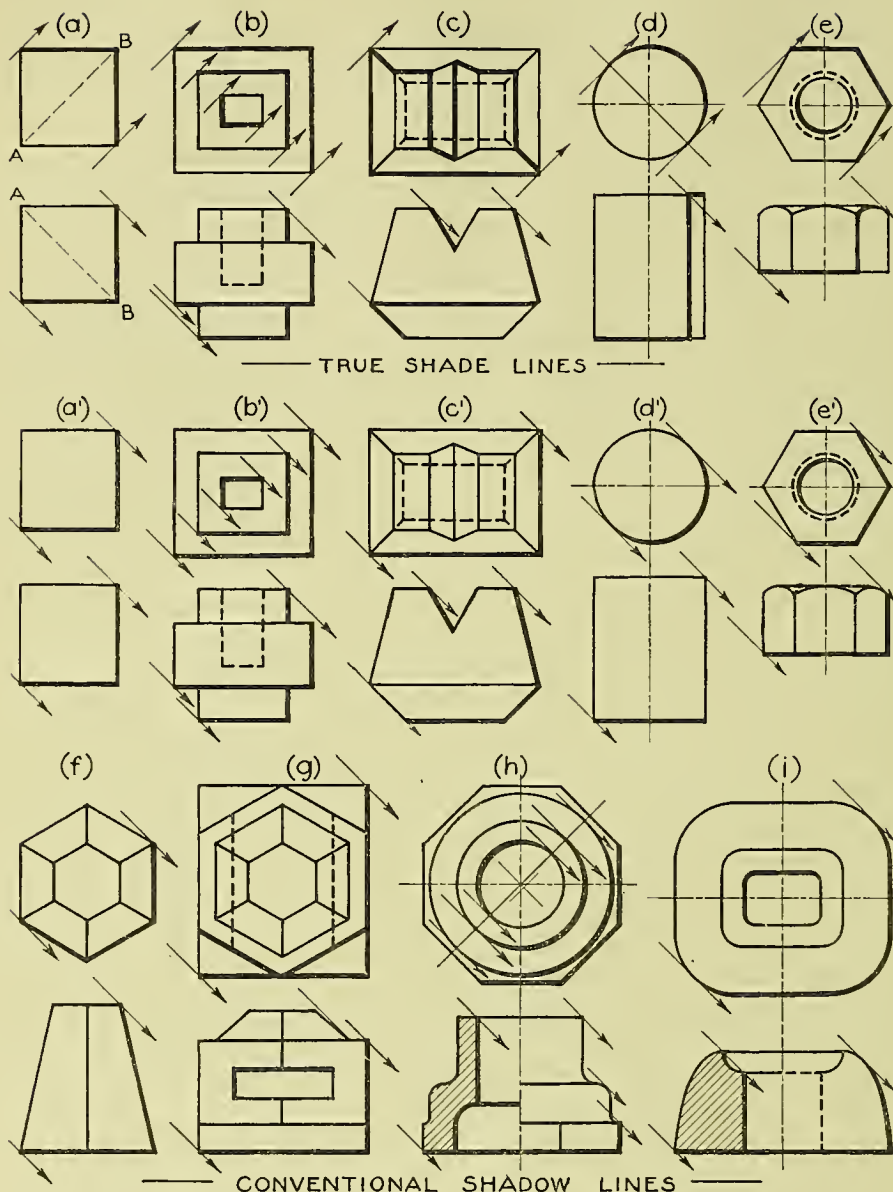 (a) (b) (c) (d) (e)
B
A
A
B
TRUE SHADE LINES
(a') (b') (c') (d') (e')
(f) (g) (h) (i)
CONVENTIONAL SHADOW LINES